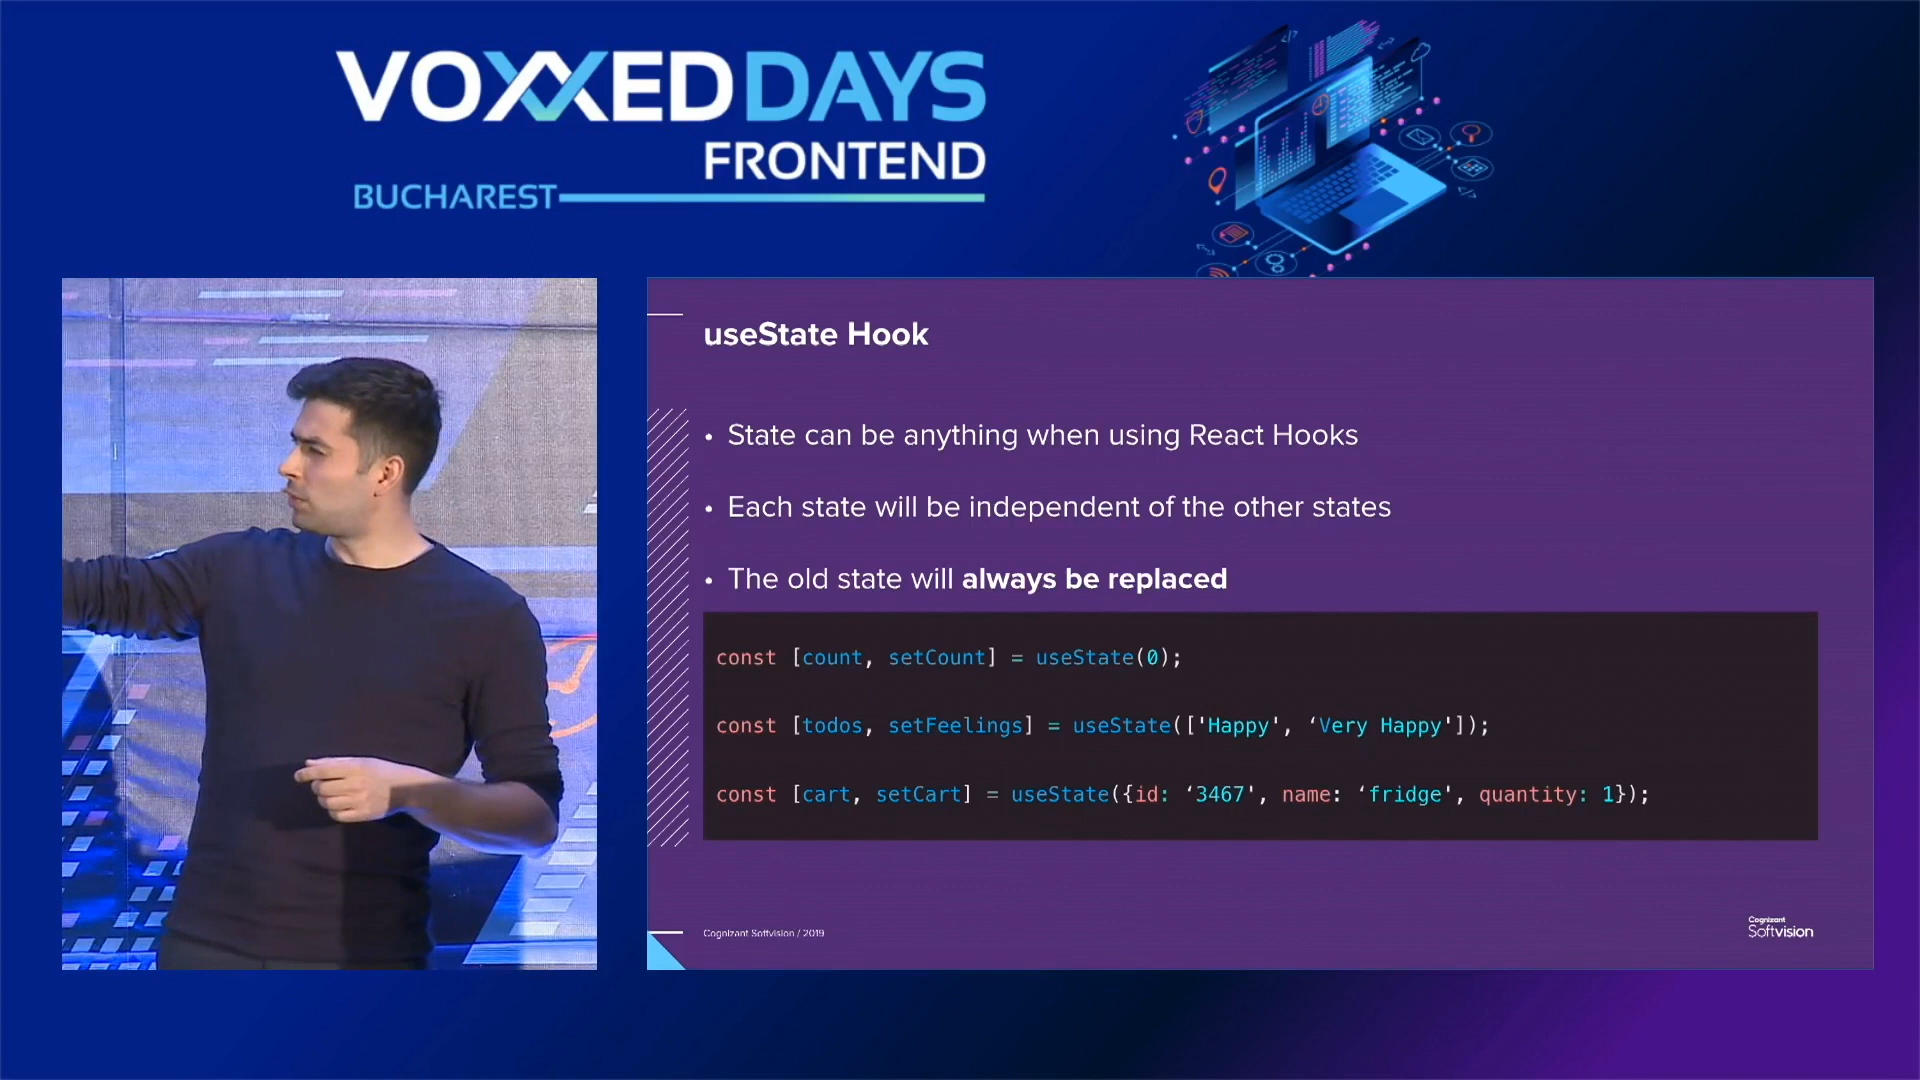 VOXXED DAYS
FRONTEND
BUCHAREST
useState Hook
• State can be anything when using React Hooks
• Each state will be independent of the other states
• The old state will always be replaced
const [count, setCount] = useState(0);
const [todos, setFeelings] = useState(['Happy', ‘Very Happy']);
const [cart, setCart] = useState({id: ‘3467', name: ‘fridge', quantity: 1});
Cognizant Softvision / 2019
Cognizant
Softvision